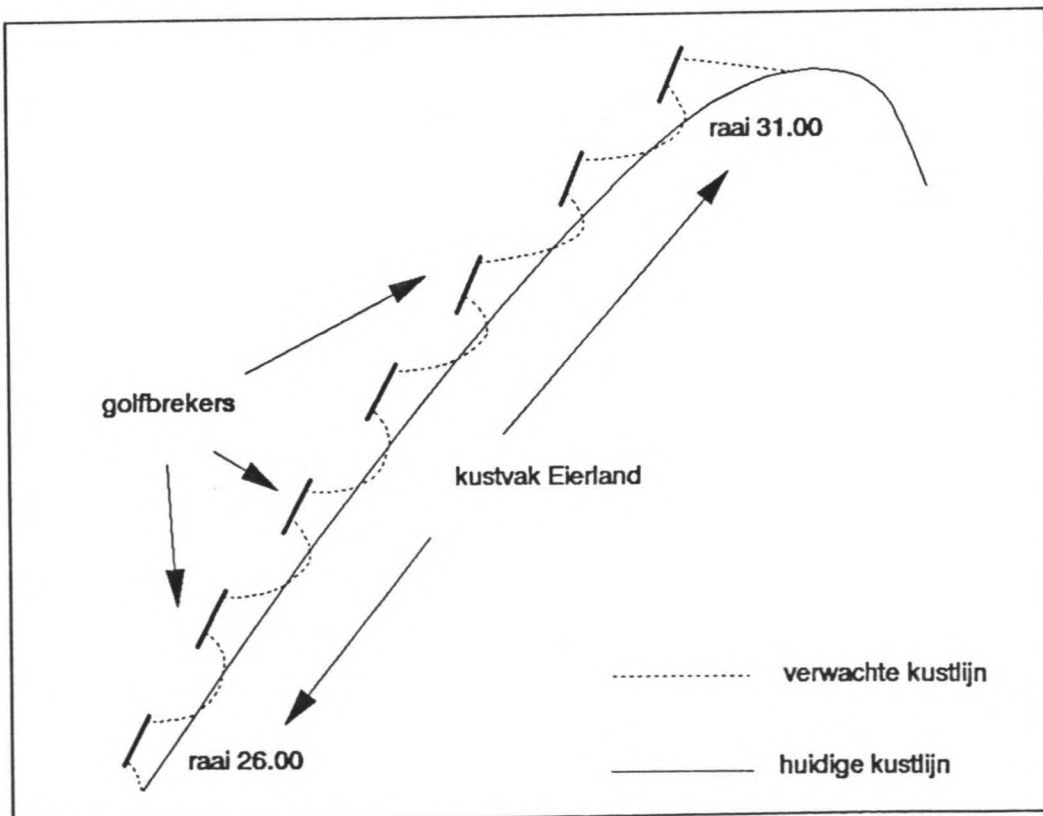 raai 31.00
golfbrekers
kustvak Eierland
verwachte kustlijn
raai 26.00
huidige kustlijn